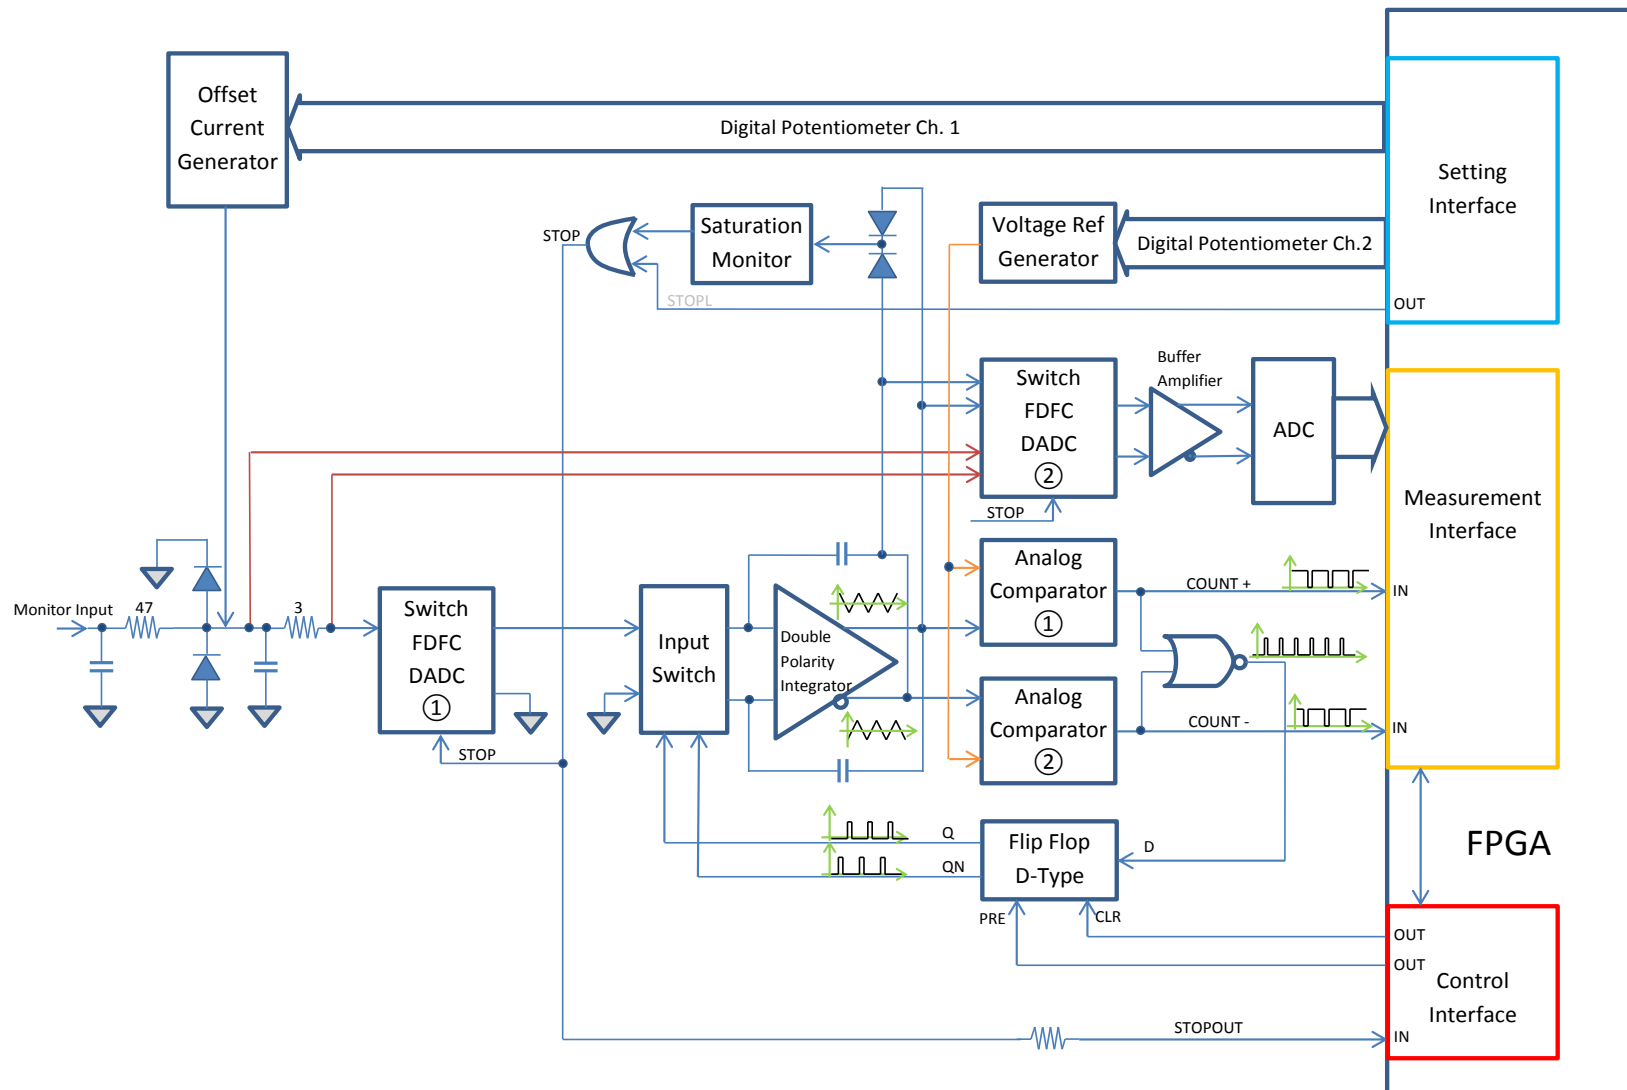 Offset
Current
Generator
Digital Potentiometer Ch. 1
Setting
Interface
STOP
Saturation
Monitor
Voltage Ref
Generator
Digital Potentiometer Ch.2
STOPL
OUT
Switch
FDFC
DADC
②
STOP
Buffer
Amplifier
ADC
Measurement
Interface
Monitor Input
47
3
Switch
FDFC
DADC
①
STOP
Input
Switch
Double
Polarity
Integrator
Analog
Comparator
①
COUNT +
IN
Analog
Comparator
②
COUNT -
IN
Q
QN
Flip Flop
D-Type
D
PRE
CLR
FPGA
OUT
OUT
Control
Interface
STOPOUT
IN